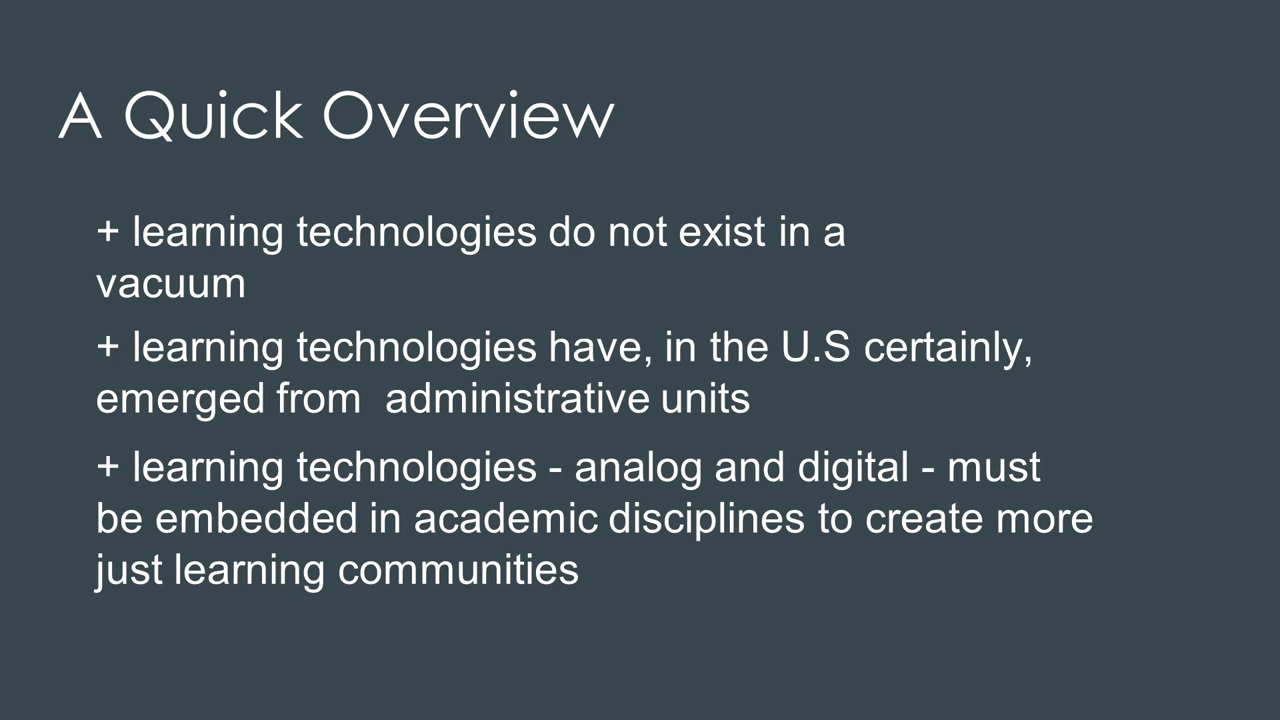 A Quick Overview
+ learning technologies do not exist in a
vacuum
+ learning technologies have, in the U.S certainly,
emerged from  administrative units
+ learning technologies - analog and digital - must
be embedded in academic disciplines to create more
just learning communities